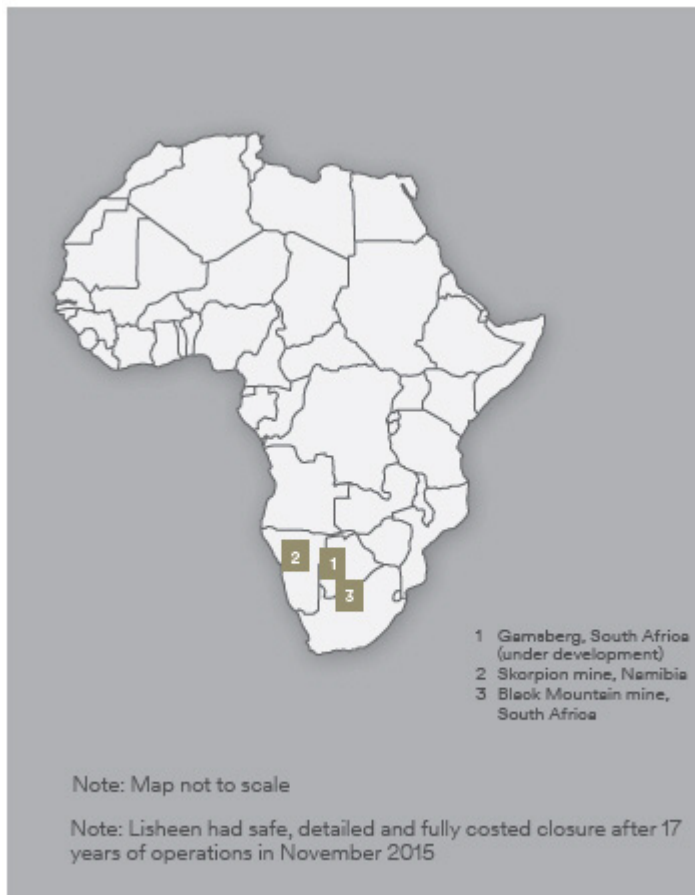 2
1
3
1 Gamsberg, South Africa
(under development)
2 Skorpion mine, Namibia
3 Black Mountain mine,
South Africa
Note: Map not to scale
Note: Lisheen had safe, detailed and fully costed closure after 17
years of operations in November 2015